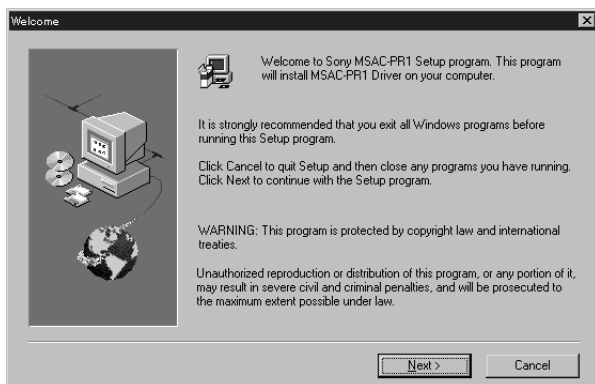 Welcome
Welcome to Sony MSAC-PR1 Setup program. This program
will install MSAC-PR1 Driver on your computer.
It is strongly recommended that you exit all Windows programs before
running this Setup program.
Click Cancel to quit Setup and then close any programs you have running.
Click Next to continue with the Setup program.
WARNING: This program is protected by copyright law and international
treaties.
Unauthorized reproduction or distribution of this program, or any portion of it,
may result in severe civil and criminal penalties, and will be prosecuted to
the maximum extent possible under law.
Next >
Cancel